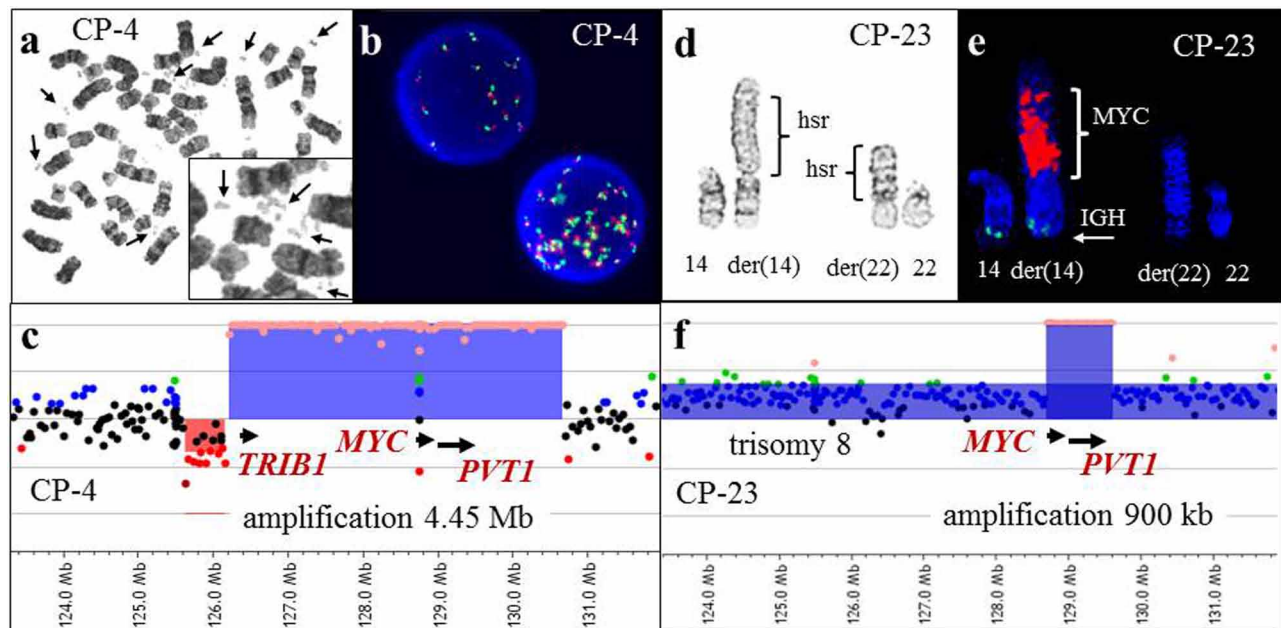 a CP-4
b CP-4
d CP-23
hsr
hsr
14 der(14) der(22) 22
e CP-23
MYC
IGH
14 der(14) der(22) 22
c
TRIB1
MYC
PVT1
CP-4
amplification 4.45 Mb
124.0 Mb
125.0 Mb
126.0 Mb
127.0 Mb
128.0 Mb
129.0 Mb
130.0 Mb
131.0 Mb
f
trisomy 8
MYC
PVT1
CP-23
amplification 900 kb
124.0 Mb
125.0 Mb
126.0 Mb
127.0 Mb
128.0 Mb
129.0 Mb
130.0 Mb
131.0 Mb